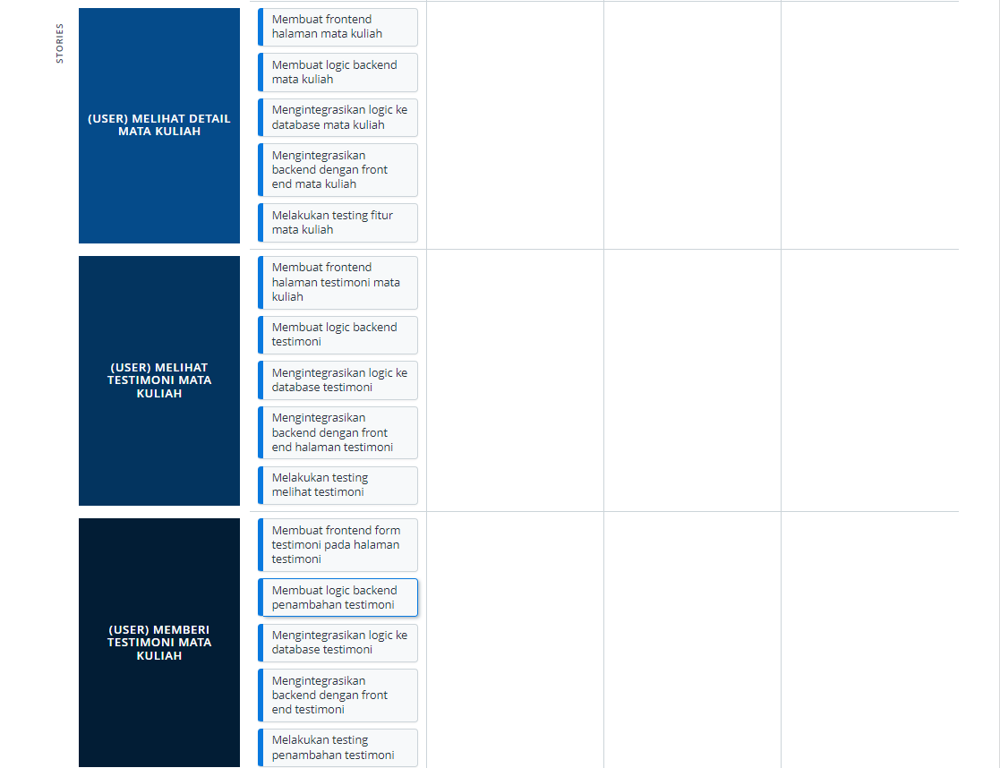 STORIES
(USER) MELIHAT DETAIL
MATA KULIAH
Membuat frontend
halaman mata kuliah
Membuat logic backend
mata kuliah
Mengintegrasikan logic ke
database mata kuliah
Mengintegrasikan
backend dengan front
end mata kuliah
Melakukan testing fitur
mata kuliah
(USER) MELIHAT
TESTIMONI MATA
KULIAH
Membuat frontend
halaman testimoni mata
kuliah
Membuat logic backend
testimoni
Mengintegrasikan logic ke
database testimoni
Mengintegrasikan
backend dengan front
end halaman testimoni
Melakukan testing
melihat testimoni
(USER) MEMBERI
TESTIMONI MATA
KULIAH
Membuat frontend form
testimoni pada halaman
testimoni
Membuat logic backend
penambahan testimoni
Mengintegrasikan logic ke
database testimoni
Mengintegrasikan
backend dengan front
end testimoni
Melakukan testing
penambahan testimoni